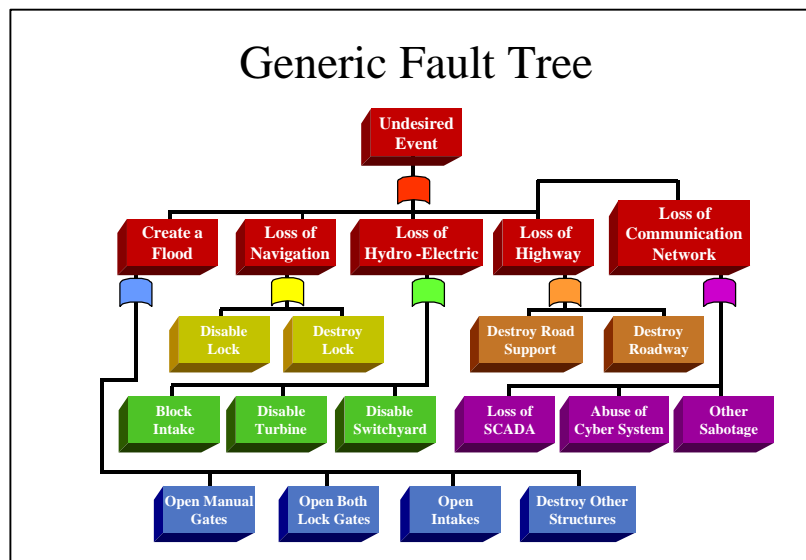 Generic Fault Tree
Undesired
Event
Create a
Flood
Loss of
Navigation
Loss of
Hydro -Electric
Loss of
Highway
Loss of
Communication
Network
Disable
Lock
Destroy
Lock
Destroy Road
Support
Destroy
Roadway
Block
Intake
Disable
Turbine
Disable
Switchyard
Loss of
SCADA
Abuse of
Cyber System
Other
Sabotage
Open Manual
Gates
Open Both
Lock Gates
Open
Intakes
Destroy Other
Structures